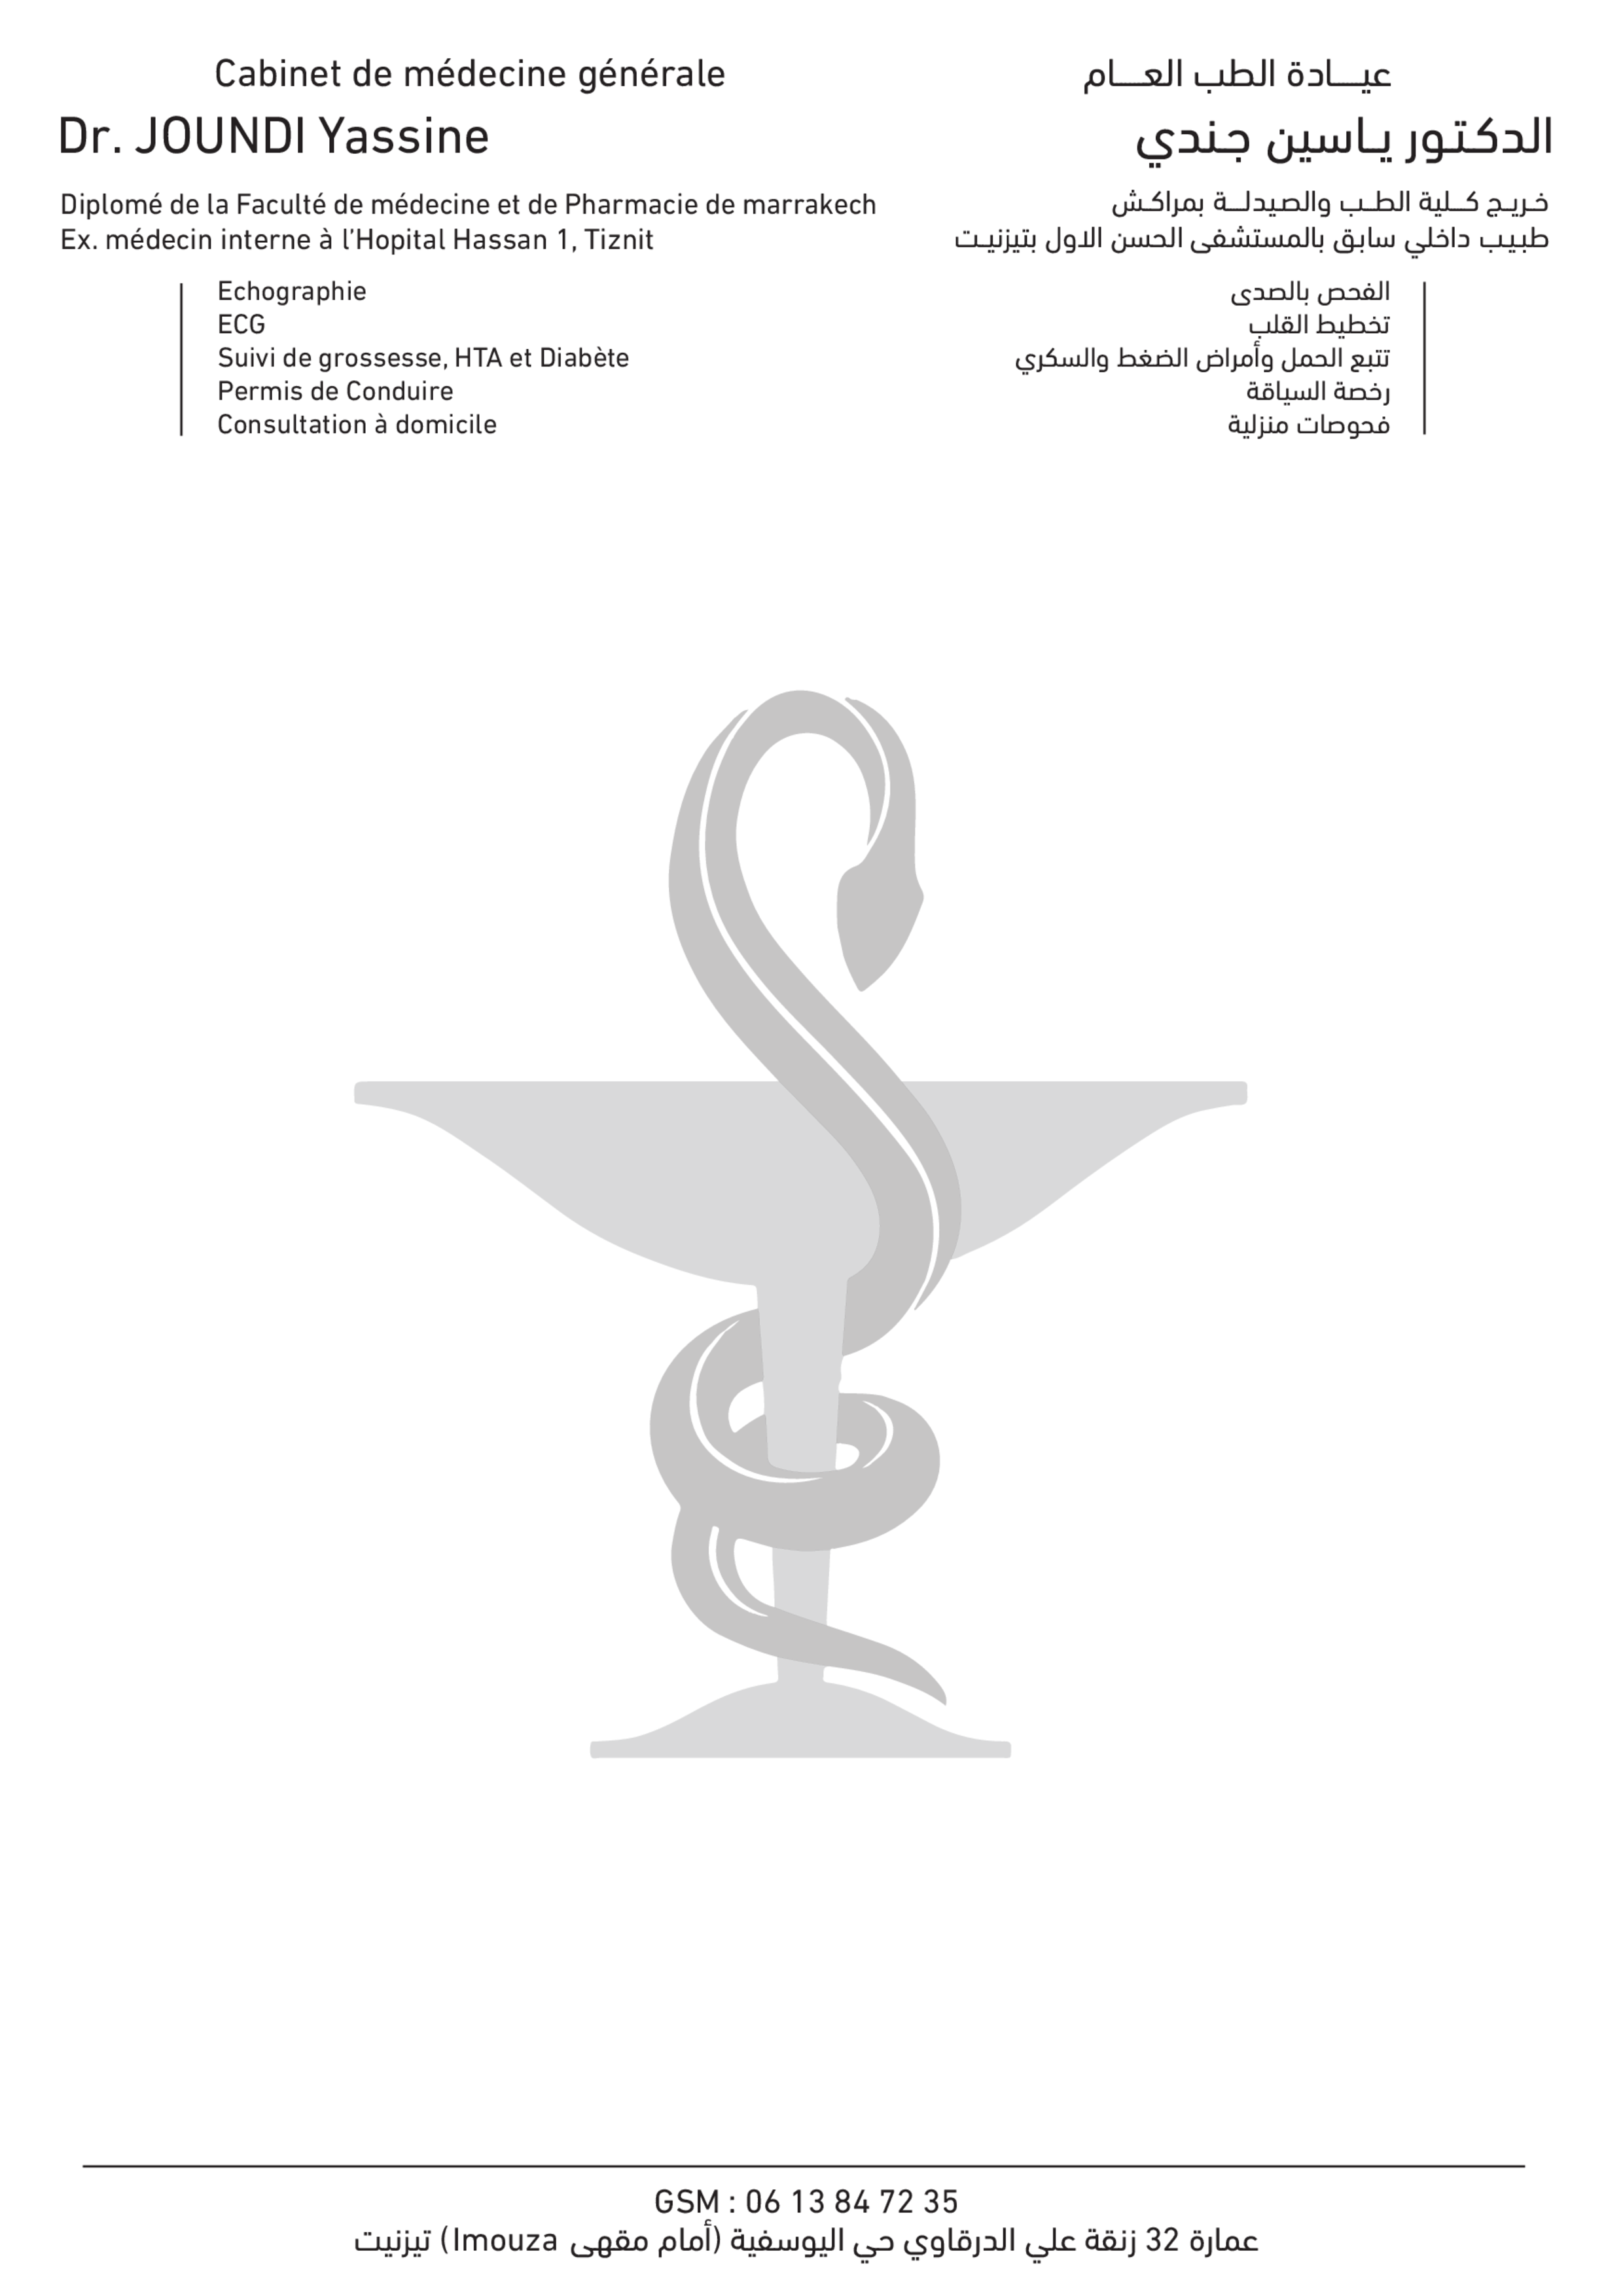 Cabinet de médecine générale
Dr. JOUNDI Yassine
Diplomé de la Faculté de médecine et de Pharmacie de marrakech
Ex. médecin interne à l'Hopital Hassan 1, Tiznit
Echographie
ECG
Suivi de grossesse, HTA et Diabète
Permis de Conduire
Consultation à domicile
عيـــادة الطب العـــام
الدكتور ياسين جندي
خريج كـلية الطـب والصيدلـة بمراكش
طبيب داخلي سابق بالمستشفى الحسن الاول بتيزنيت
الفحص بالصدى
تخطيط القلب
تتبع الحمل وأمراض الضغط والسكري
رخصة السياقة
فحوصات منزلية
GSM : 06 13 84 72 35
عمارة 32 زنقة علي الدرقاوي حي اليوسفية (أمام مقهى Imouza) تيزنيت